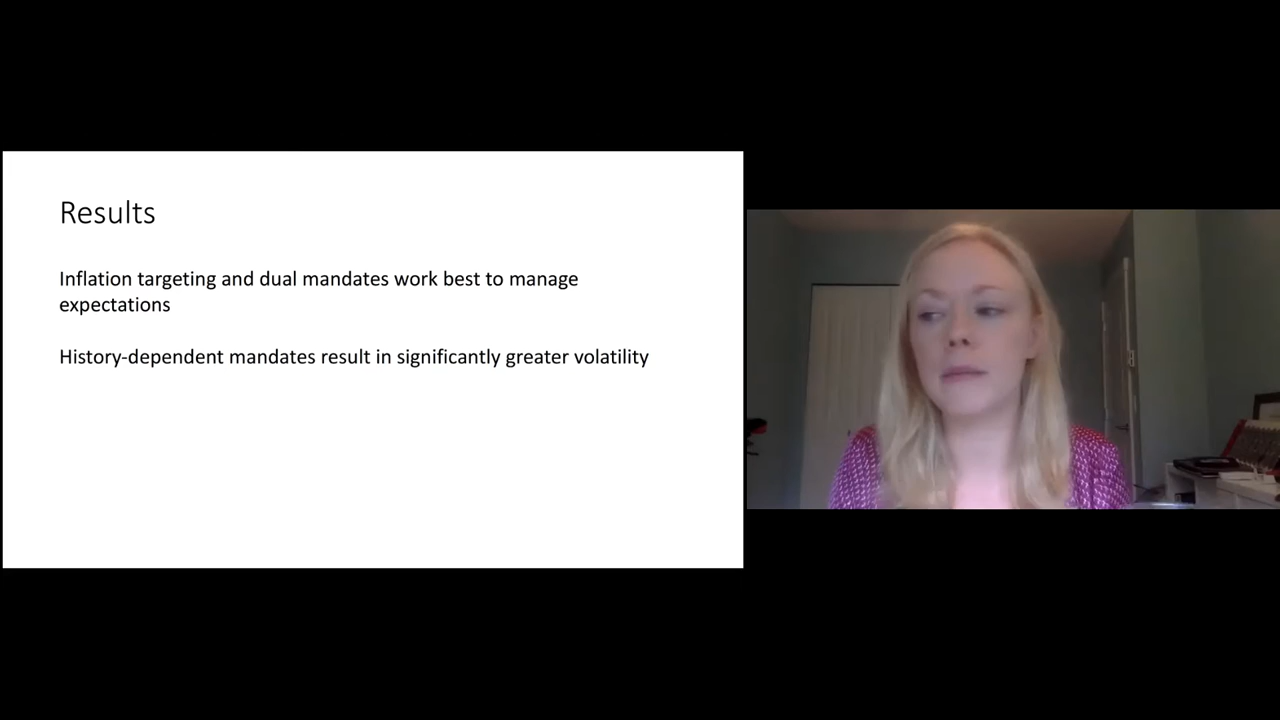 Results
Inflation targeting and dual mandates work best to manage
expectations
History-dependent mandates result in significantly greater volatility